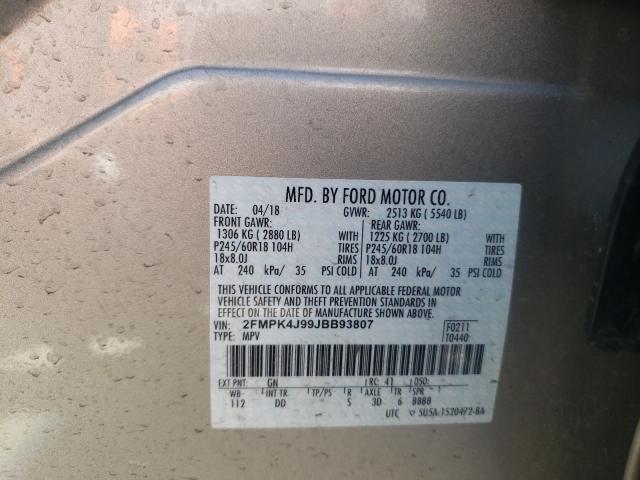 MFD. BY FORD MOTOR CO.
DATE: 04/18 GVWR: 2513 KG ( 5540 LB)
FRONT GAWR: REAR GAWR:
1306 KG ( 2880 LB) WITH 1225 KG ( 2700 LB) WITH
P245/60R18 104H TIRES P245/60R18 104H TIRES
18x8.0J RIMS 18x8.0J RIMS
AT 240 kPa/ 35 PSI COLD AT 240 kPa/ 35 PSI COLD
THIS VEHICLE CONFORMS TO ALL APPLICABLE FEDERAL MOTOR
VEHICLE SAFETY AND THEFT PREVENTION STANDARDS IN
EFFECT ON THE DATE OF MANUFACTURE SHOWN ABOVE.
VIN: 2FMPK4J99JBB93807 F0211
TYPE: MPV T0440
EXT PNT: GN RC: 41 DSO:
WB INT TR TP/PS R AXLE TR SPR
112 DD S 3D 6 BBBB
UTC ▽ SU5A-1520472-BA